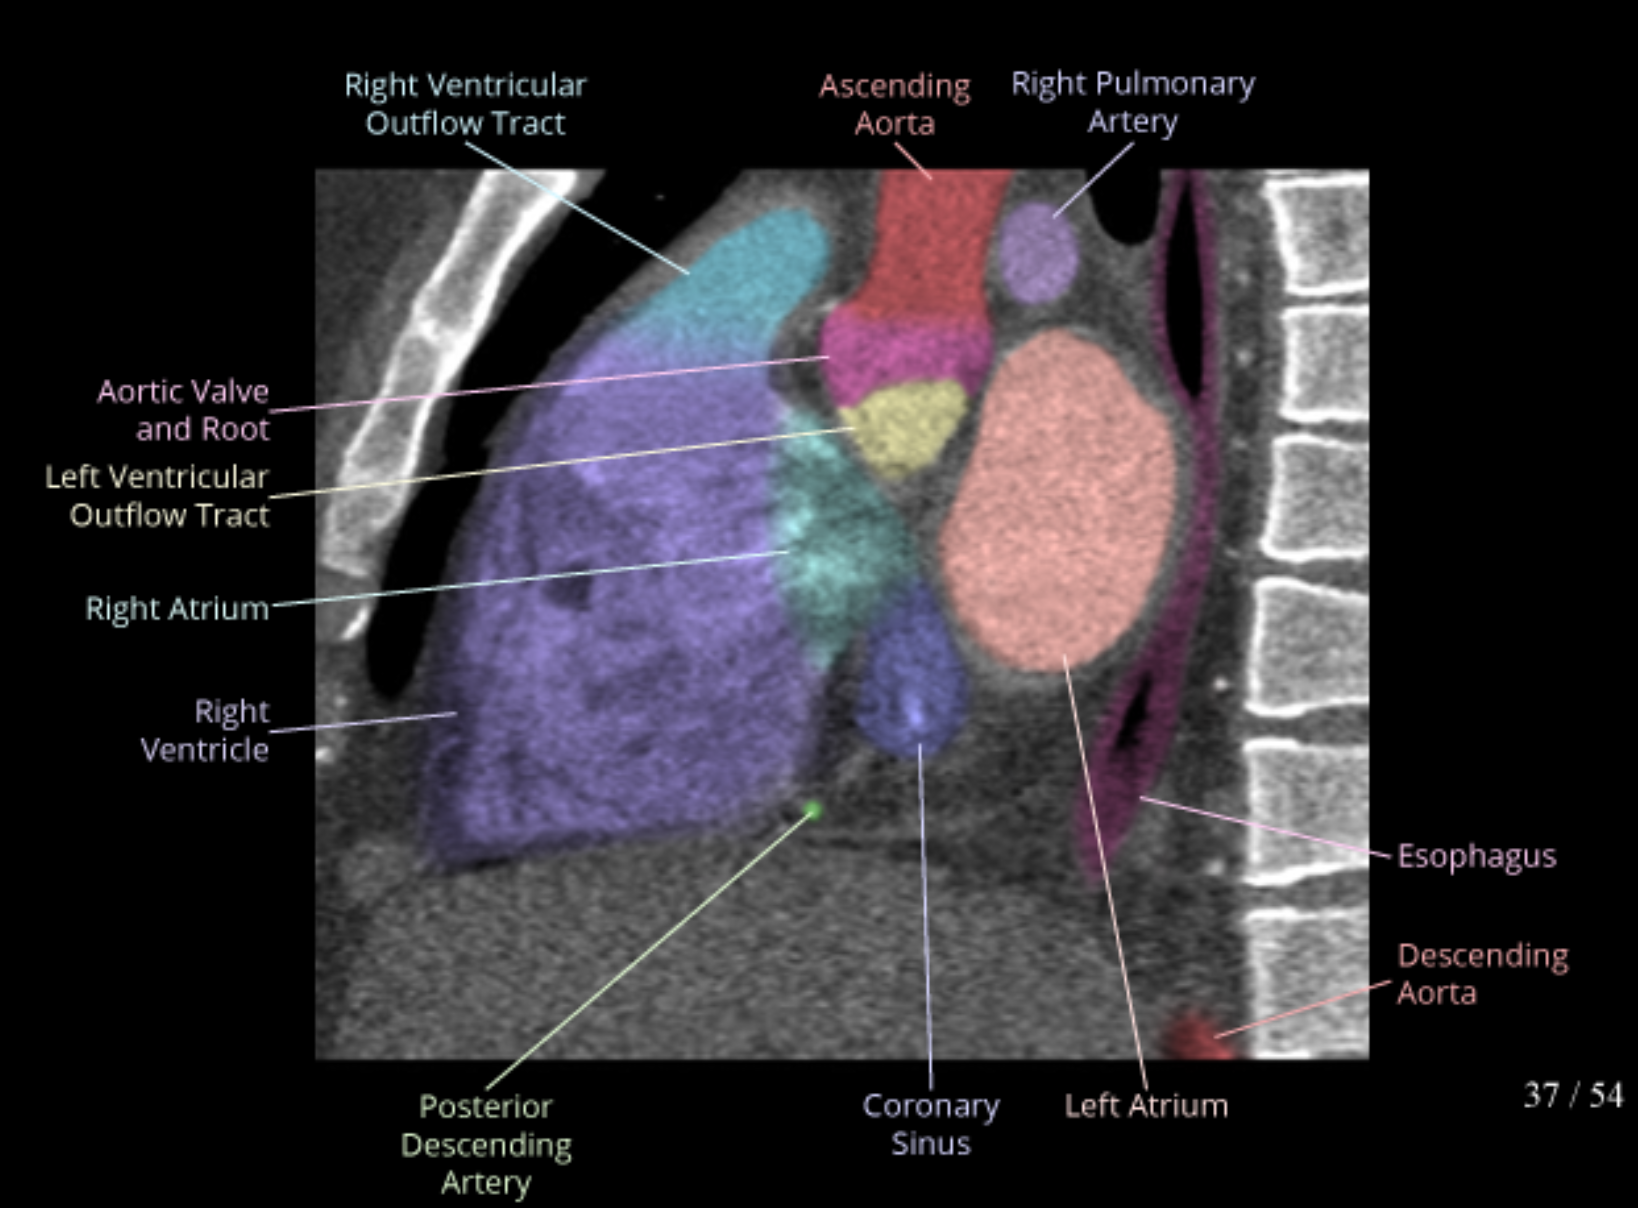 Right Ventricular
Outflow Tract
Ascending
Aorta
Right Pulmonary
Artery
Aortic Valve
and Root
Left Ventricular
Outflow Tract
Right Atrium
Right
Ventricle
Esophagus
Descending
Aorta
37 / 54
Posterior
Descending
Artery
Coronary
Sinus
Left Atrium